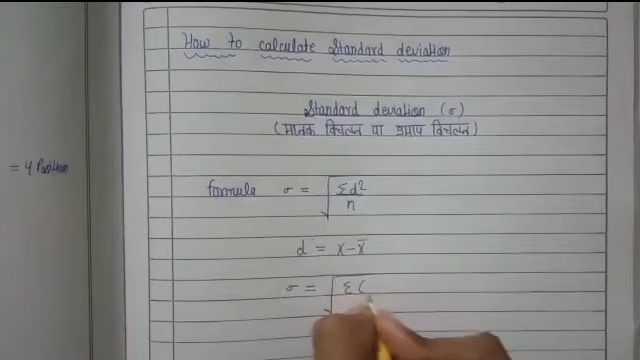 How to calculate Standard deviation
Standard deviation (σ)
(मानक विचलन या प्रमाप विचलन)
= 4 Position
formula σ = √Σd²/n
d = x - x̅
σ = √Σ(